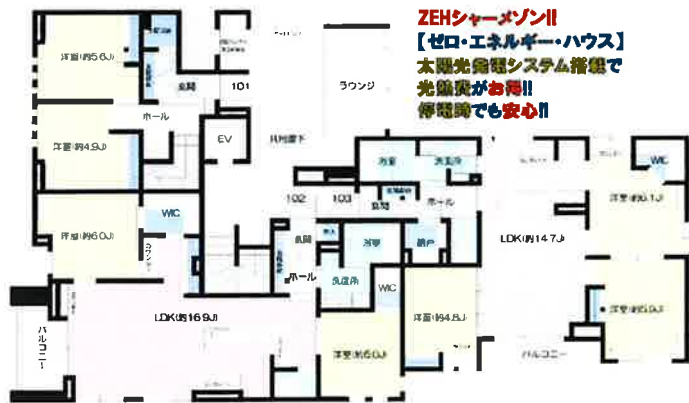 ZEHシャーメゾン!!
【ゼロ・エネルギー・ハウス】
太陽光発電システム搭載で
光熱費がお得!!
停電時でも安心!!
洋室(約5.6J)
玄関
101
ラウンジ
ホール
EV
共用廊下
洋室(約4.9J)
浴室
洗面所
WIC
102
103
玄関
ホール
洋室(約6.0J)
WIC
玄関
浴室
納戸
LDK(約14.7J)
洋室(約6.1J)
ホール
洗面所
WIC
LDK(約16.9J)
洋室(約4.8J)
洋室(約5.9J)
バルコニー
洋室(約6.0J)
バルコニー